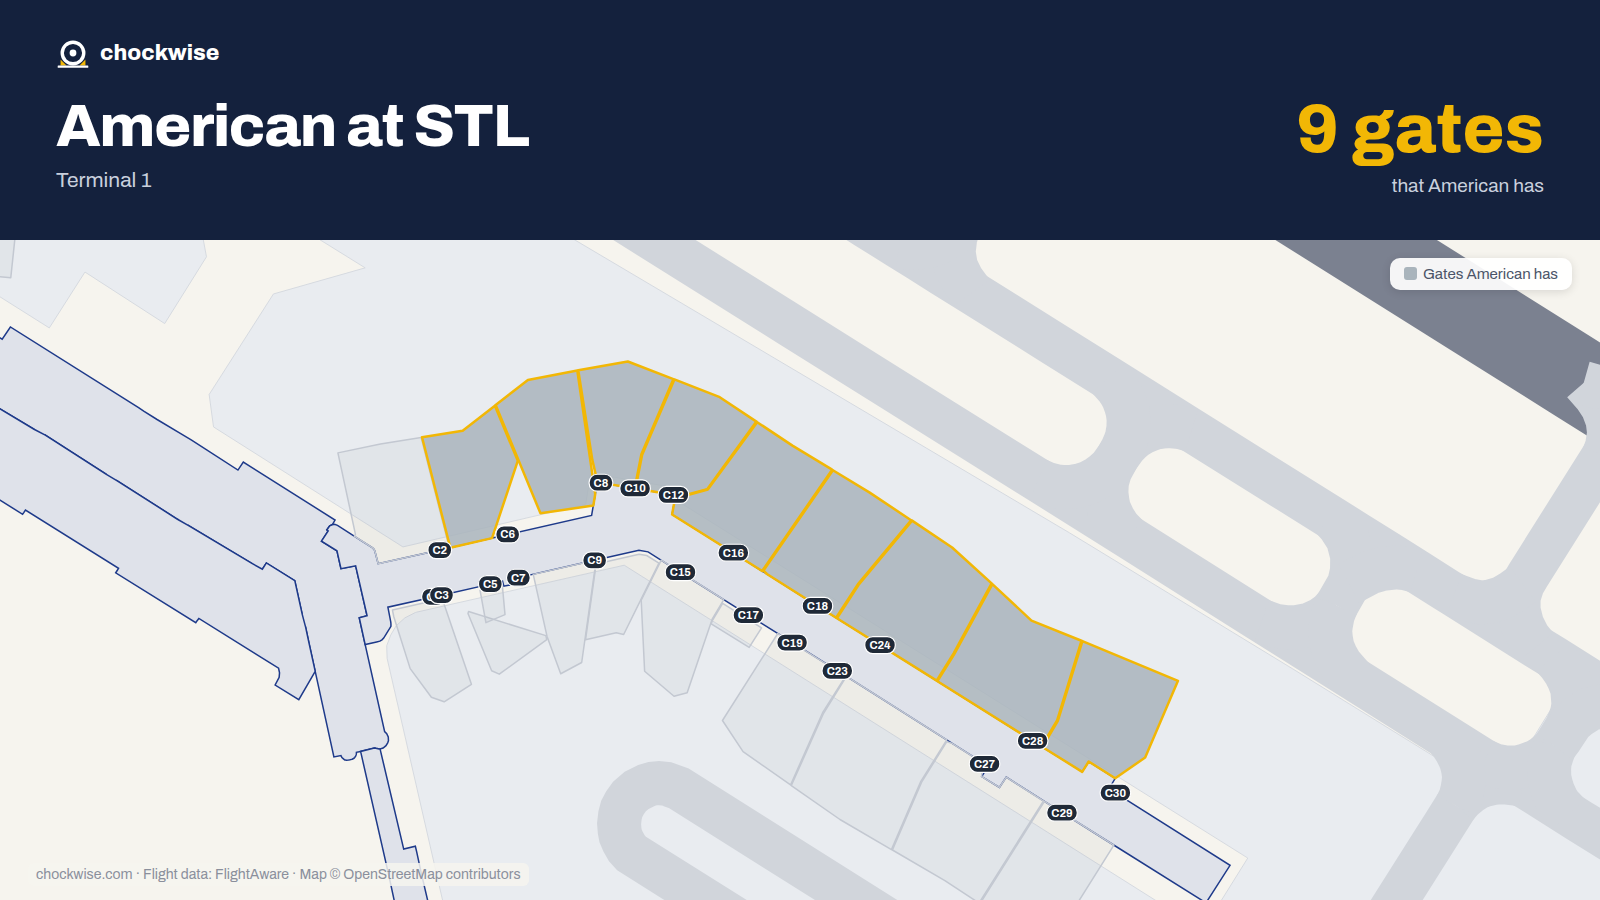 chockwise
American at STL
Terminal 1
9 gates
that American has
Gates American has
C8
C10
C12
C2
C6
C16
C9
C15
C7
C5
C3
C18
C17
C19
C24
C23
C28
C27
C30
C29
chockwise.com · Flight data: FlightAware · Map © OpenStreetMap contributors